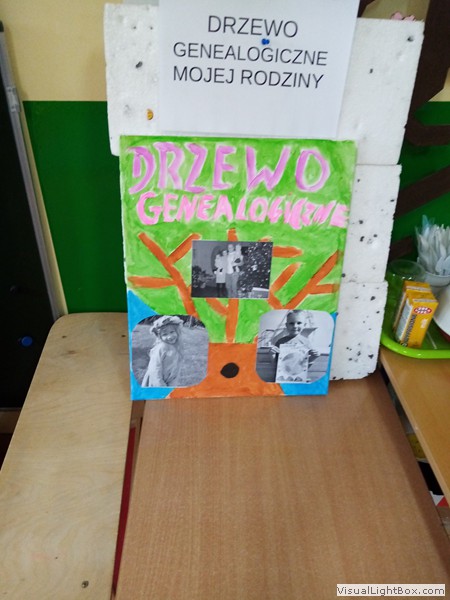 DRZEWO
GENEALOGICZNE
MOJEJ RODZINY
DRZEWO
GENEALOGICZNE
VisualLightBox.com